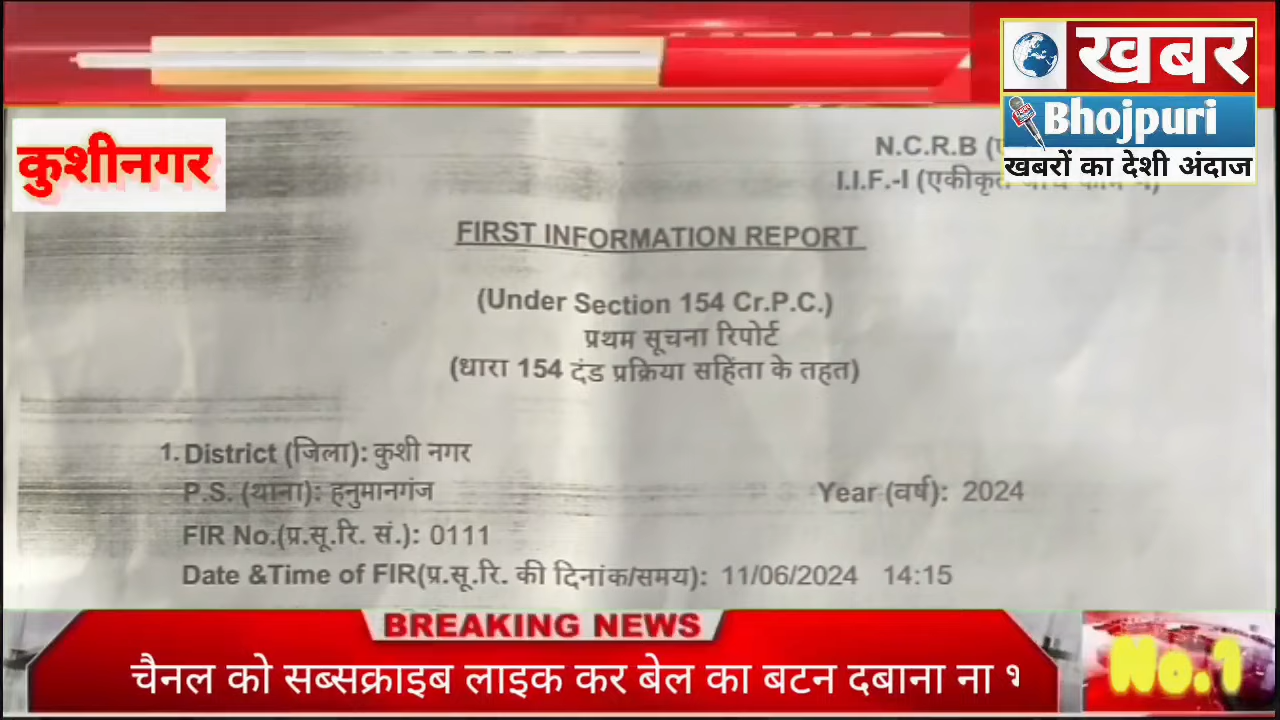 खबर
Bhojpuri
खबरों का देशी अंदाज
कुशीनगर
N.C.R.B
I.I.F.-I (एकीकृत
FIRST INFORMATION REPORT
(Under Section 154 Cr.P.C.)
प्रथम सूचना रिपोर्ट
(धारा 154 दंड प्रक्रिया सहिंता के तहत)
1. District (जिला): कुशी नगर
P.S. (थाना): हनुमानगंज Year (वर्ष): 2024
FIR No.(प्र.सू.रि. सं.): 0111
Date &Time of FIR(प्र.सू.रि. की दिनांक/समय): 11/06/2024 14:15
BREAKING NEWS
चैनल को सब्सक्राइब लाइक कर बेल का बटन दबाना ना
No.1